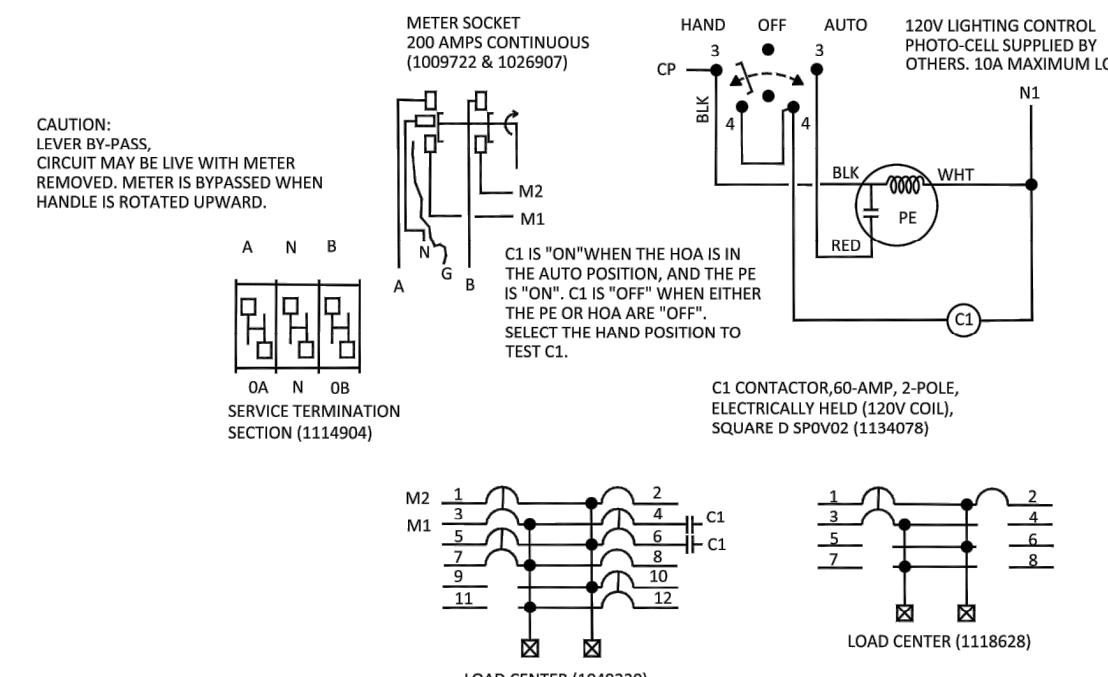 METER SOCKET
200 AMPS CONTINUOUS
(1009722 & 1026907)
HAND OFF AUTO
3 3
CP
BLK
4 4
120V LIGHTING CONTROL
PHOTO-CELL SUPPLIED BY
OTHERS. 10A MAXIMUM
N1
CAUTION:
LEVER BY-PASS,
CIRCUIT MAY BE LIVE WITH METER
REMOVED. METER IS BYPASSED WHEN
HANDLE IS ROTATED UPWARD.
BLK WHT
PE
RED
C1
M2
M1
N
G
A B
C1 IS "ON"WHEN THE HOA IS IN
THE AUTO POSITION, AND THE PE
IS "ON". C1 IS "OFF" WHEN EITHER
THE PE OR HOA ARE "OFF".
SELECT THE HAND POSITION TO
TEST C1.
A N B
0A N 0B
SERVICE TERMINATION
SECTION (1114904)
C1 CONTACTOR,60-AMP, 2-POLE,
ELECTRICALLY HELD (120V COIL),
SQUARE D SP0V02 (1134078)
M2 1 2
M1 3 4 C1
5 6 C1
7 8
9 10
11 12
1 2
3 4
5 6
7 8
LOAD CENTER (1118628)
LOAD CENTER